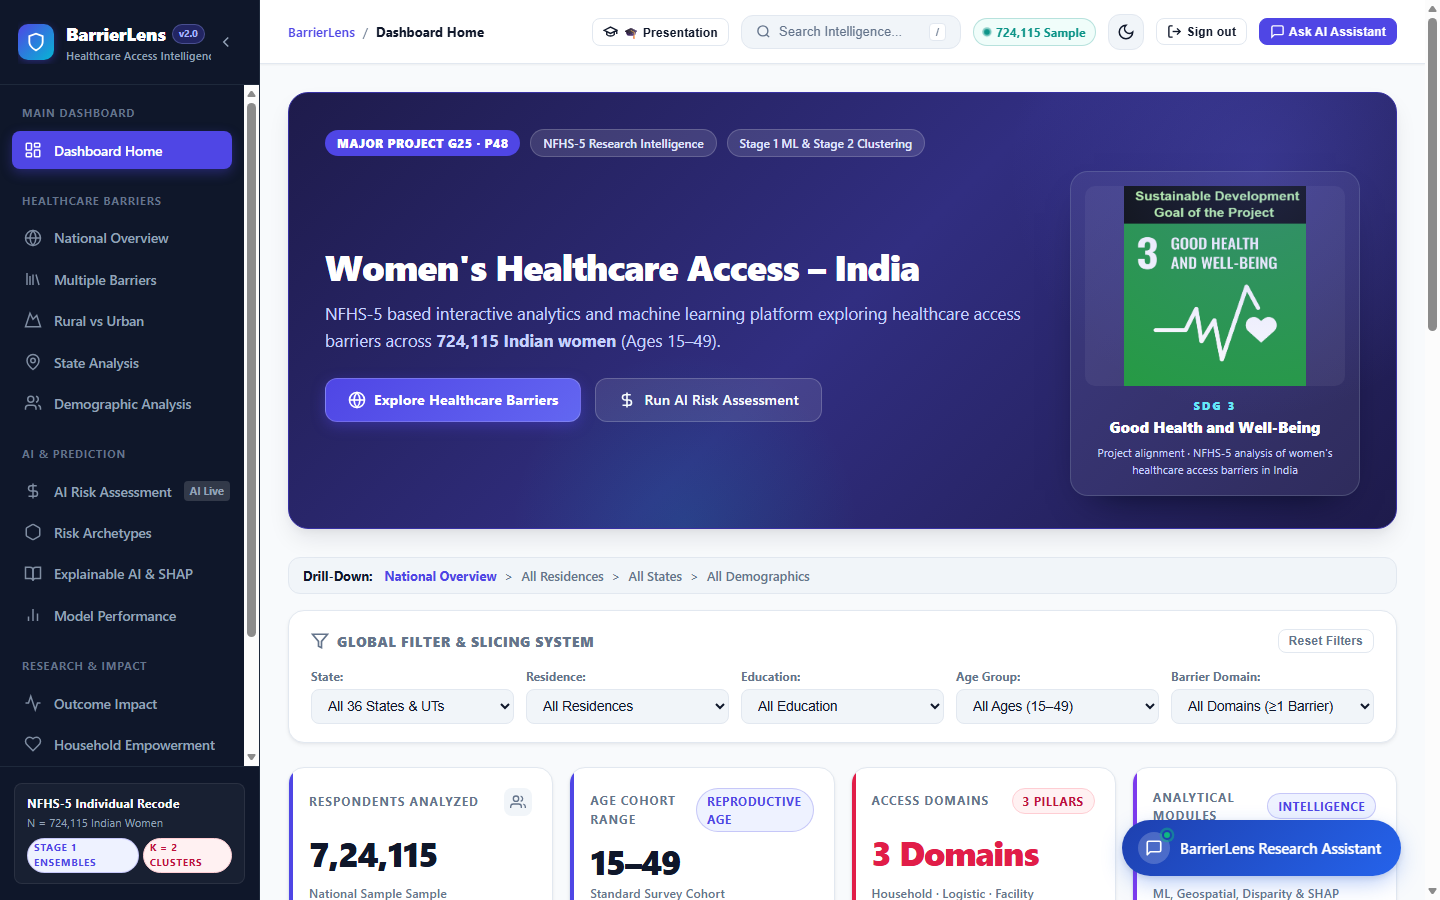 BarrierLens v2.0
Healthcare Access Intelligenc
MAIN DASHBOARD
Dashboard Home
HEALTHCARE BARRIERS
National Overview
Multiple Barriers
Rural vs Urban
State Analysis
Demographic Analysis
AI & PREDICTION
AI Risk Assessment AI Live
Risk Archetypes
Explainable AI & SHAP
Model Performance
RESEARCH & IMPACT
Outcome Impact
Household Empowerment
NFHS-5 Individual Recode
N = 724,115 Indian Women
STAGE 1 ENSEMBLES
K = 2 CLUSTERS
BarrierLens / Dashboard Home
Presentation
Search Intelligence... /
724,115 Sample
Sign out
Ask AI Assistant
MAJOR PROJECT G25 - P48
NFHS-5 Research Intelligence
Stage 1 ML & Stage 2 Clustering
Women's Healthcare Access – India
NFHS-5 based interactive analytics and machine learning platform exploring healthcare access
barriers across 724,115 Indian women (Ages 15–49).
Explore Healthcare Barriers
Run AI Risk Assessment
Sustainable Development
Goal of the Project
3 GOOD HEALTH
AND WELL-BEING
SDG 3
Good Health and Well-Being
Project alignment · NFHS-5 analysis of women's
healthcare access barriers in India
Drill-Down: National Overview > All Residences > All States > All Demographics
GLOBAL FILTER & SLICING SYSTEM
Reset Filters
State:
All 36 States & UTs
Residence:
All Residences
Education:
All Education
Age Group:
All Ages (15–49)
Barrier Domain:
All Domains (≥1 Barrier)
RESPONDENTS ANALYZED
7,24,115
National Sample Sample
AGE COHORT
RANGE
REPRODUCTIVE
AGE
15–49
Standard Survey Cohort
ACCESS DOMAINS
3 PILLARS
3 Domains
Household · Logistic · Facility
ANALYTICAL
MODULES
INTELLIGENCE
BarrierLens Research Assistant
ML, Geospatial, Disparity & SHAP